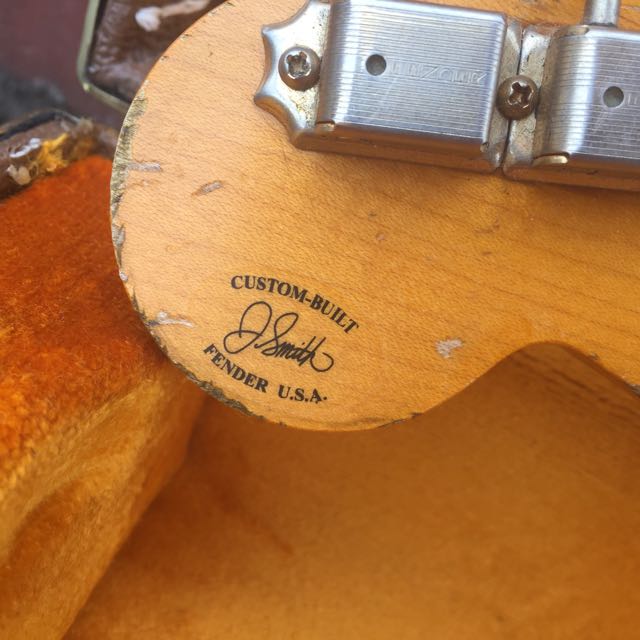 CUSTOM-BUILT
J. Smith
FENDER U.S.A.